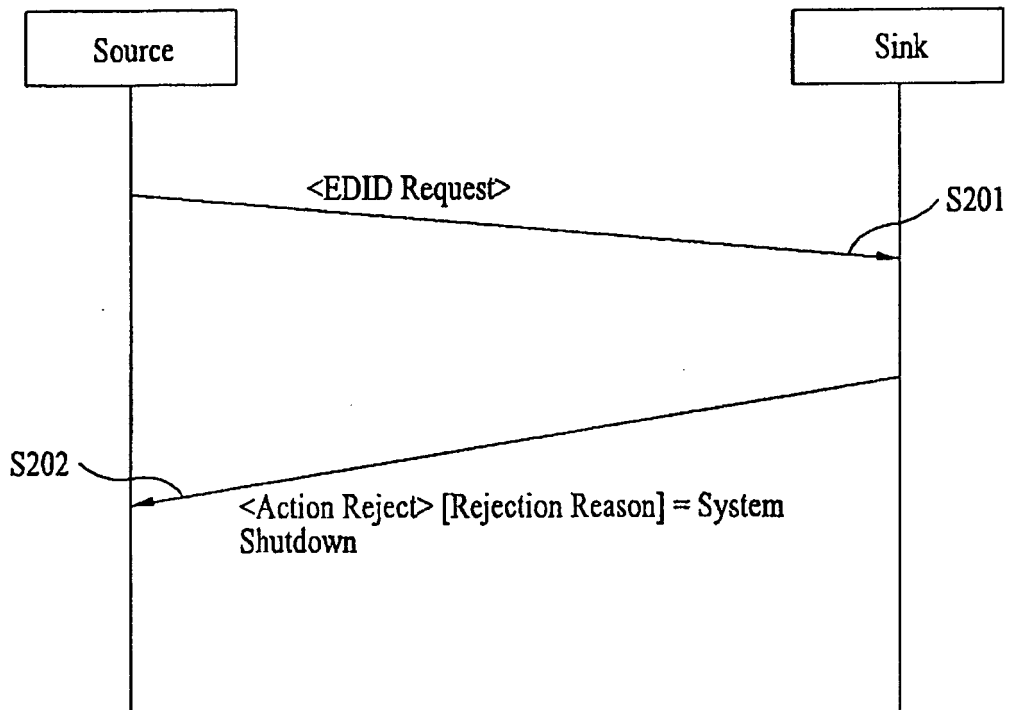 Source
Sink
<EDID Request>
S201
S202
<Action Reject> [Rejection Reason] = System
Shutdown